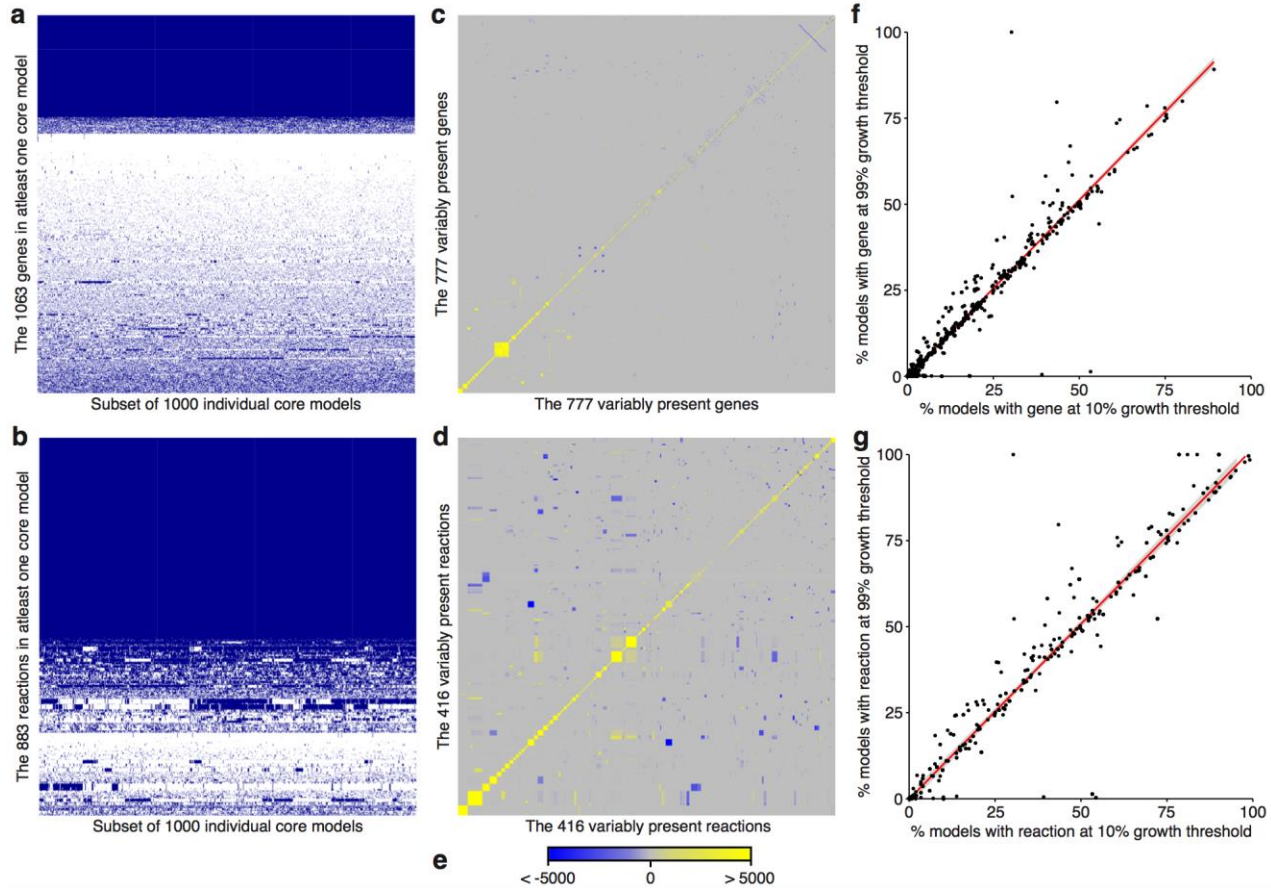 a
The 1063 genes in atleast one core model
Subset of 1000 individual core models
b
The 883 reactions in atleast one core model
Subset of 1000 individual core models
c
The 777 variably present genes
The 777 variably present genes
d
The 416 variably present reactions
The 416 variably present reactions
e
< -5000 0 > 5000
f
% models with gene at 99% growth threshold
100
75
50
25
0
0 25 50 75 100
% models with gene at 10% growth threshold
g
% models with reaction at 99% growth threshold
100
75
50
25
0
0 25 50 75 100
% models with reaction at 10% growth threshold